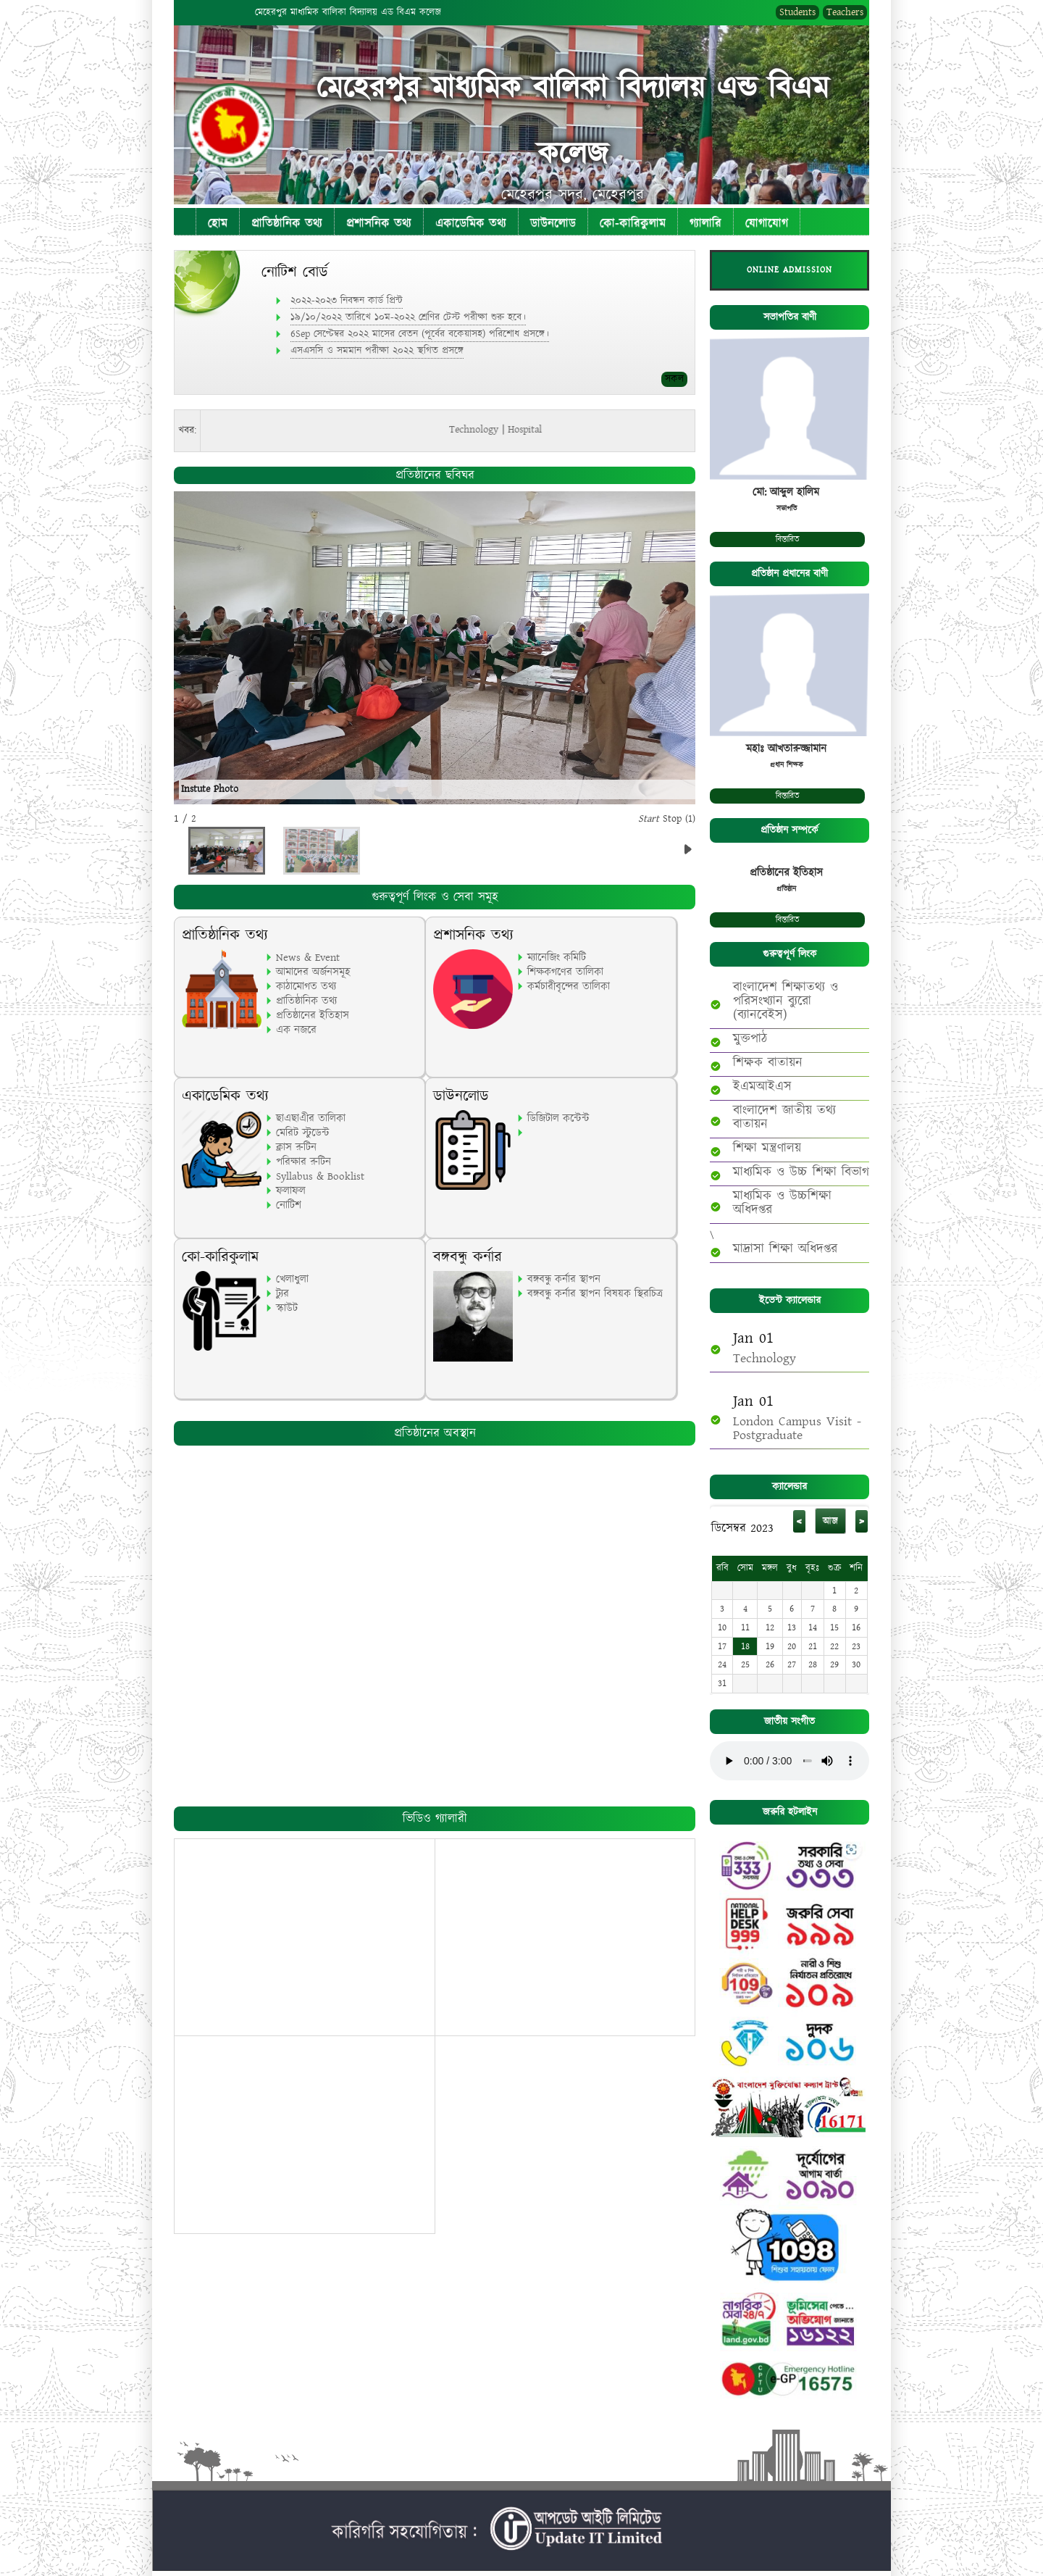 মেহেরপুর মাধ্যমিক বালিকা বিদ্যালয় এন্ড বিএম কলেজ
Students Teachers
মেহেরপুর মাধ্যমিক বালিকা বিদ্যালয় এন্ড বিএম
কলেজ
মেহেরপুর সদর, মেহেরপুর
হোম প্রাতিষ্ঠানিক তথ্য প্রশাসনিক তথ্য একাডেমিক তথ্য ডাউনলোড কো-কারিকুলাম গ্যালারি যোগাযোগ
নোটিশ বোর্ড
২০২২-২০২৩ নিবন্ধন কার্ড প্রিন্ট
১৯/১০/২০২২ তারিখে ১০ম-২০২২ শ্রেণির টেস্ট পরীক্ষা শুরু হবে।
6Sep সেপ্টেম্বর ২০২২ মাসের বেতন (পূর্বের বকেয়াসহ) পরিশোধ প্রসঙ্গে।
এসএসসি ও সমমান পরীক্ষা ২০২২ স্থগিত প্রসঙ্গে
সকল
খবর:
Technology | Hospital
প্রতিষ্ঠানের ছবিঘর
Instute Photo
1 / 2
Start Stop (1)
গুরুত্বপূর্ণ লিংক ও সেবা সমূহ
প্রাতিষ্ঠানিক তথ্য
News & Event
আমাদের অর্জনসমূহ
কাঠামোগত তথ্য
প্রাতিষ্ঠানিক তথ্য
প্রতিষ্ঠানের ইতিহাস
এক নজরে
প্রশাসনিক তথ্য
ম্যানেজিং কমিটি
শিক্ষকগণের তালিকা
কর্মচারীবৃন্দের তালিকা
একাডেমিক তথ্য
ছাএছাএীর তালিকা
মেরিট স্টুডেন্ট
ক্লাস রুটিন
পরিক্ষার রুটিন
Syllabus & Booklist
ফলাফল
নোটিশ
ডাউনলোড
ডিজিটাল কন্টেন্ট
কো-কারিকুলাম
খেলাধুলা
ট্যুর
স্কাউট
বঙ্গবন্ধু কর্নার
বঙ্গবন্ধু কর্নার স্থাপন
বঙ্গবন্ধু কর্নার স্থাপন বিষয়ক স্থিরচিত্র
প্রতিষ্ঠানের অবস্থান
ভিডিও গ্যালারী
ONLINE ADMISSION
সভাপতির বাণী
মো: আব্দুল হালিম
সভাপতি
বিস্তারিত
প্রতিষ্ঠান প্রধানের বাণী
মহাঃ আখতারুজ্জামান
প্রধান শিক্ষক
বিস্তারিত
প্রতিষ্ঠান সম্পর্কে
প্রতিষ্ঠানের ইতিহাস
প্রতিষ্ঠান
বিস্তারিত
গুরুত্বপূর্ণ লিংক
বাংলাদেশ শিক্ষাতথ্য ও
পরিসংখ্যান ব্যুরো
(ব্যানবেইস)
মুক্তপাঠ
শিক্ষক বাতায়ন
ইএমআইএস
বাংলাদেশ জাতীয় তথ্য
বাতায়ন
শিক্ষা মন্ত্রণালয়
মাধ্যমিক ও উচ্চ শিক্ষা বিভাগ
মাধ্যমিক ও উচ্চশিক্ষা
অধিদপ্তর
\
মাদ্রাসা শিক্ষা অধিদপ্তর
ইভেন্ট ক্যালেন্ডার
Jan 01
Technology
Jan 01
London Campus Visit -
Postgraduate
ক্যালেন্ডার
ডিসেম্বর 2023 < আজ >
রবি সোম মঙ্গল বুধ বৃহঃ শুক্র শনি
1 2
3 4 5 6 7 8 9
10 11 12 13 14 15 16
17 18 19 20 21 22 23
24 25 26 27 28 29 30
31
জাতীয় সংগীত
0:00 / 3:00
জরুরি হটলাইন
তথ্য ও সেবা
333
সরকারি
তথ্য ও সেবা
৩৩৩
NATIONAL
HELP
DESK
999
জরুরি সেবা
৯৯৯
109
নারী ও শিশু
নির্যাতন প্রতিরোধে
১০৯
দুদক
১০৬
বাংলাদেশ মুক্তিযোদ্ধা কল্যাণ ট্রাস্ট
16171
দূর্যোগের
আগাম বার্তা
১০৯০
1098
শিশুর সহায়তায় ফোন
নাগরিক
সেবা ২৪/৭
land.gov.bd
ভূমিসেবা পেতে ...
অভিযোগ জানাতে
১৬১২২
CPTU
e-GP
Emergency Hotline
16575
কারিগরি সহযোগিতায় :
আপডেট আইটি লিমিটেড
Update IT Limited